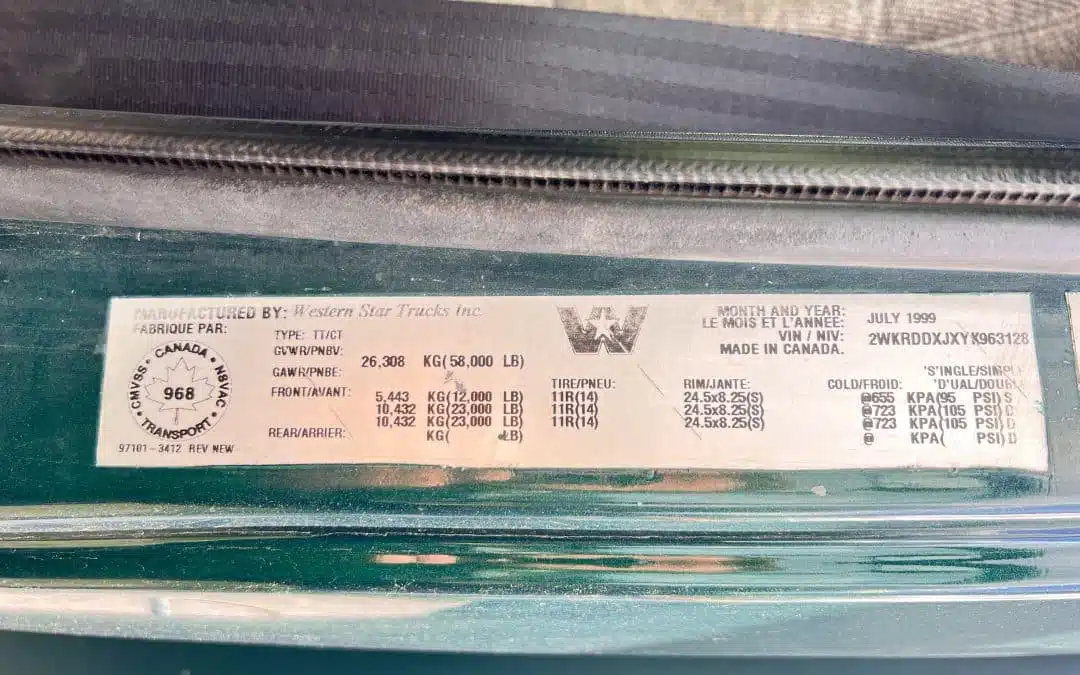 MANUFACTURED BY: Western Star Trucks Inc.
FABRIQUE PAR:
TYPE: TT/CT
GVWR/PNBV: 26,308 KG(58,000 LB)
GAWR/PNBE:
FRONT/AVANT: 5,443 KG(12,000 LB)
10,432 KG(23,000 LB)
10,432 KG(23,000 LB)
REAR/ARRIER: KG( LB)
CANADA
CMVSS NSVAC
968
TRANSPORT
97101-3412 REV NEW
TIRE/PNEU:
11R(14)
11R(14)
11R(14)
MONTH AND YEAR: JULY 1999
LE MOIS ET L'ANNEE:
VIN / NIV: 2WKRDDXJXYK963128
MADE IN CANADA.
RIM/JANTE:
24.5x8.25(S)
24.5x8.25(S)
24.5x8.25(S)
COLD/FROID:
@655 KPA(95 PSI) S
@723 KPA(105 PSI) D
@723 KPA(105 PSI) D
@ KPA( PSI) D